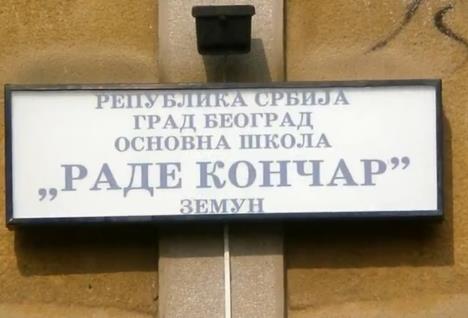 РЕПУБЛИКА СРБИЈА
ГРАД БЕОГРАД
ОСНОВНА ШКОЛА
„РАДЕ КОНЧАР”
ЗЕМУН